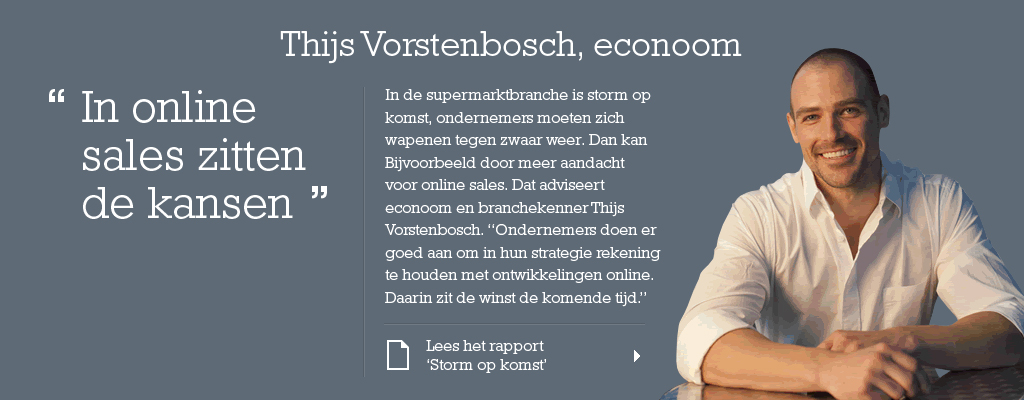 Thijs Vorstenbosch, econoom
“ In online
sales zitten
de kansen ”
In de supermarktbranche is storm op
komst, ondernemers moeten zich
wapenen tegen zwaar weer. Dan kan
Bijvoorbeeld door meer aandacht
voor online sales. Dat adviseert
econoom en branchekenner Thijs
Vorstenbosch. “Ondernemers doen er
goed aan om in hun strategie rekening
te houden met ontwikkelingen online.
Daarin zit de winst de komende tijd.”
Lees het rapport
‘Storm op komst’